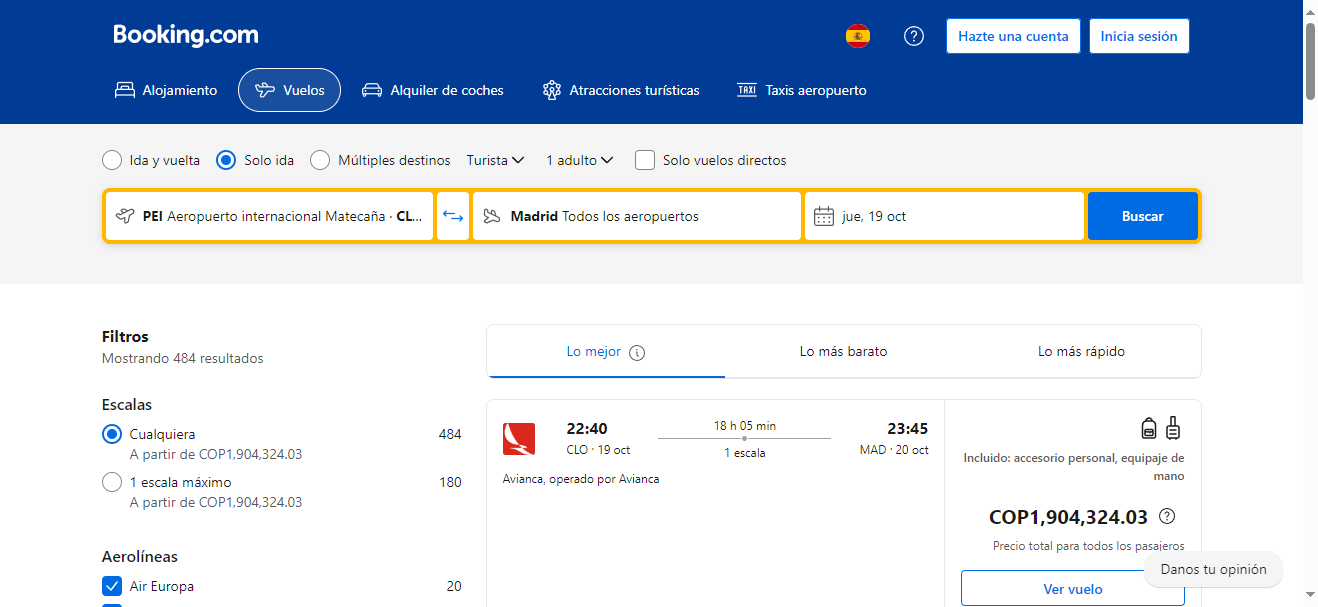 Booking.com
Hazte una cuenta
Inicia sesión
Alojamiento
Vuelos
Alquiler de coches
Atracciones turísticas
TAXI Taxis aeropuerto
Ida y vuelta
Solo ida
Múltiples destinos
Turista
1 adulto
Solo vuelos directos
PEI Aeropuerto internacional Matecaña · CL...
Madrid Todos los aeropuertos
jue, 19 oct
Buscar
Filtros
Mostrando 484 resultados
Escalas
Cualquiera 484
A partir de COP1,904,324.03
1 escala máximo 180
A partir de COP1,904,324.03
Aerolíneas
Air Europa 20
Lo mejor
Lo más barato
Lo más rápido
22:40
CLO · 19 oct
18 h 05 min
1 escala
23:45
MAD · 20 oct
Avianca, operado por Avianca
Incluido: accesorio personal, equipaje de
mano
COP1,904,324.03
Precio total para todos los pasajeros
Ver vuelo
Danos tu opinión